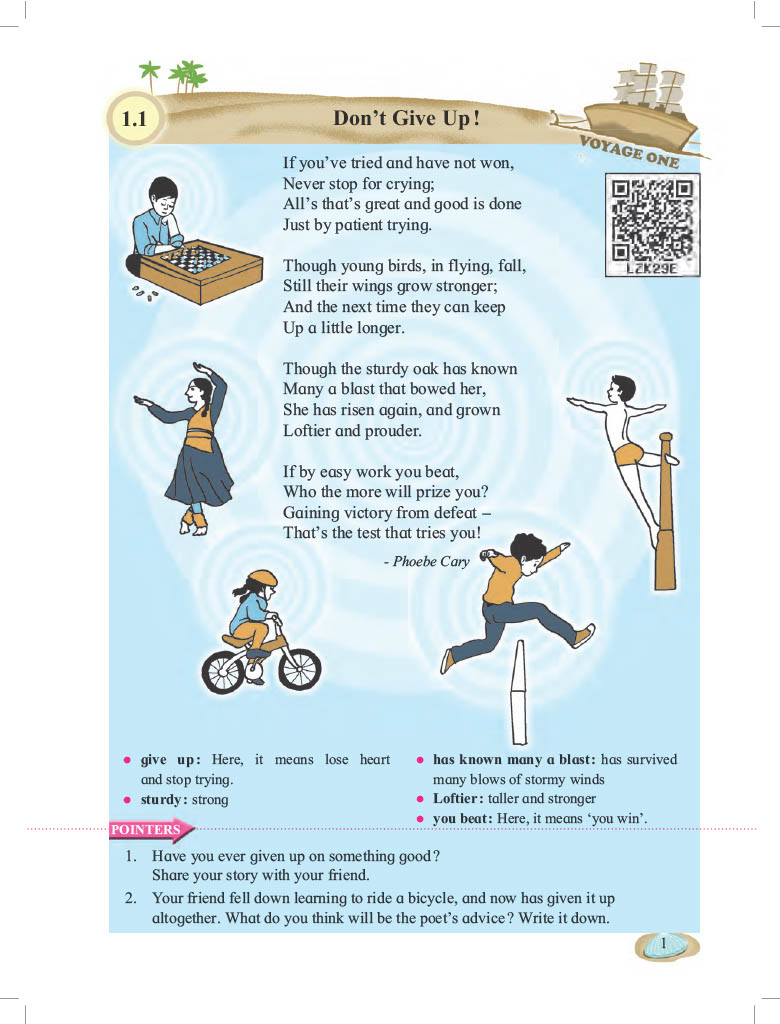 1.1
Don't Give Up!
VOYAGE ONE
If you've tried and have not won,
Never stop for crying;
All's that's great and good is done
Just by patient trying.
LZK29E
Though young birds, in flying, fall,
Still their wings grow stronger;
And the next time they can keep
Up a little longer.
Though the sturdy oak has known
Many a blast that bowed her,
She has risen again, and grown
Loftier and prouder.
If by easy work you beat,
Who the more will prize you?
Gaining victory from defeat –
That's the test that tries you!
- Phoebe Cary
• give up: Here, it means lose heart
and stop trying.
• sturdy: strong
• has known many a blast: has survived
many blows of stormy winds
• Loftier: taller and stronger
• you beat: Here, it means 'you win'.
POINTERS
1. Have you ever given up on something good?
Share your story with your friend.
2. Your friend fell down learning to ride a bicycle, and now has given it up
altogether. What do you think will be the poet's advice? Write it down.
1